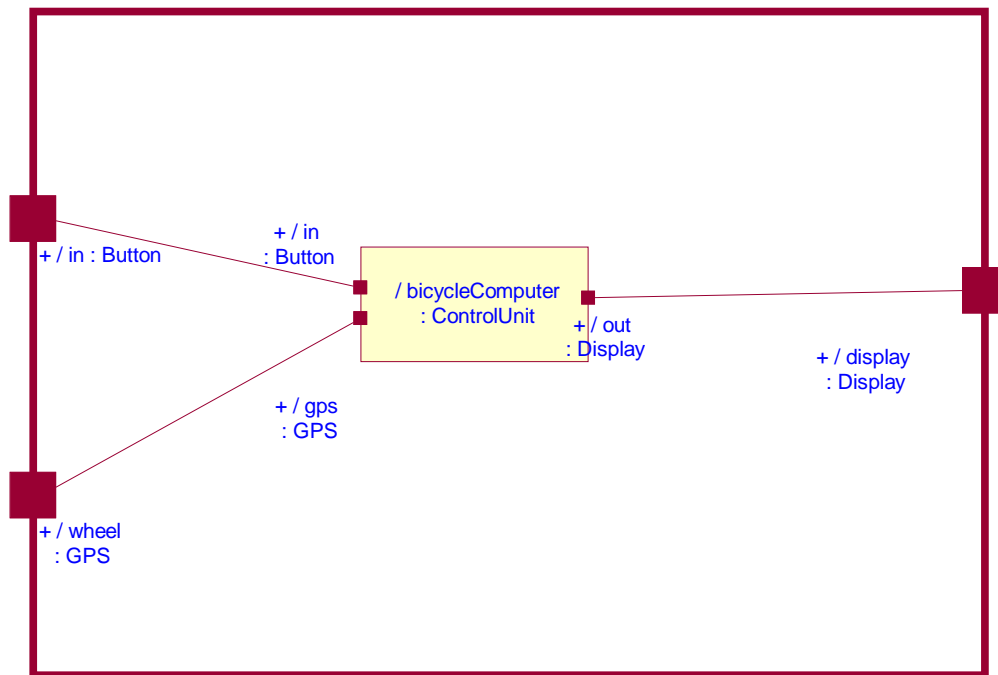 + / in : Button
+ / in
: Button
/ bicycleComputer
: ControlUnit
+ / out
: Display
+ / display
: Display
+ / gps
: GPS
+ / wheel
: GPS